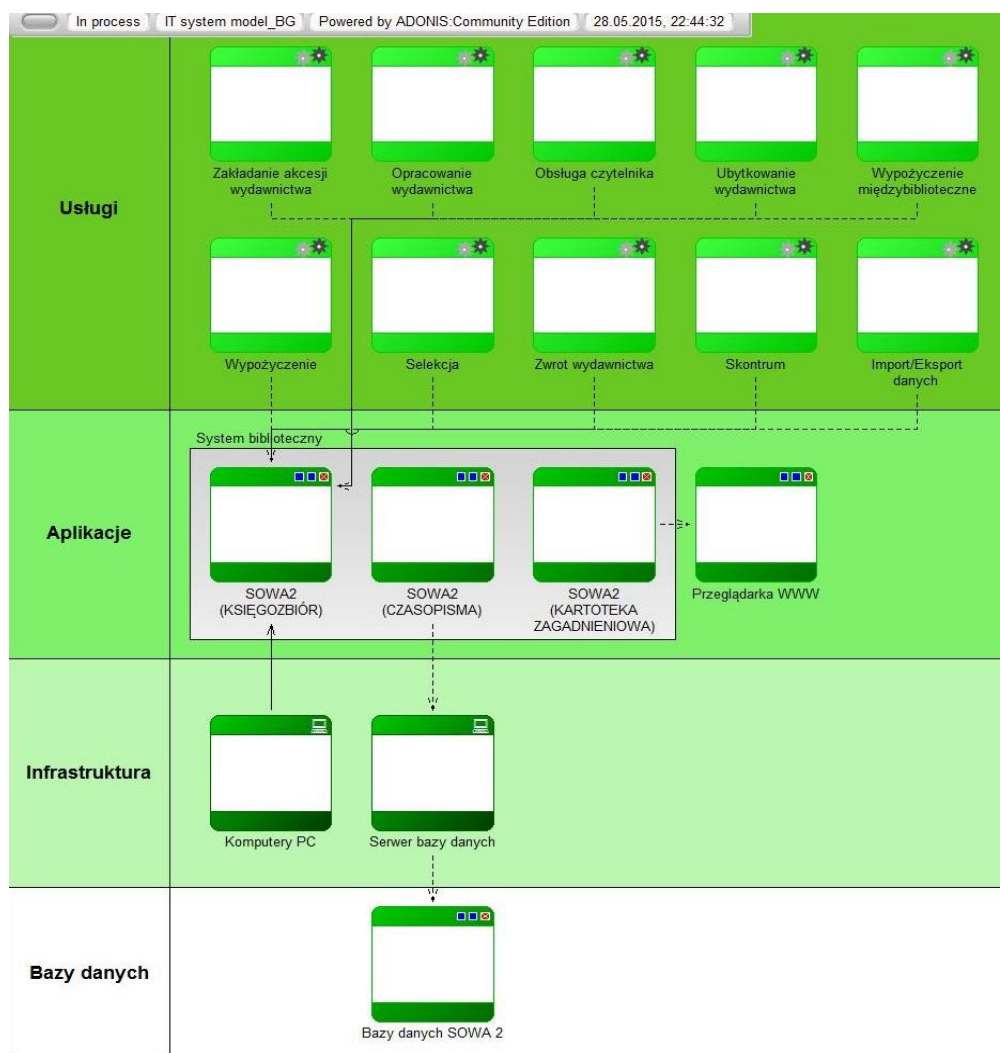 In process IT system model_BG Powered by ADONIS:Community Edition 28.05.2015, 22:44:32
Usługi
Zakładanie akcesji
wydawnictwa
Opracowanie
wydawnictwa
Obsługa czytelnika
Ubytkowanie
wydawnictwa
Wypożyczenie
międzybiblioteczne
Wypożyczenie
Selekcja
Zwrot wydawnictwa
Skontrum
Import/Eksport
danych
Aplikacje
System biblioteczny
SOWA2
(KSIĘGOZBIÓR)
SOWA2
(CZASOPISMA)
SOWA2
(KARTOTEKA
ZAGADNIENIOWA)
Przeglądarka WWW
Infrastruktura
Komputery PC
Serwer bazy danych
Bazy danych
Bazy danych SOWA 2